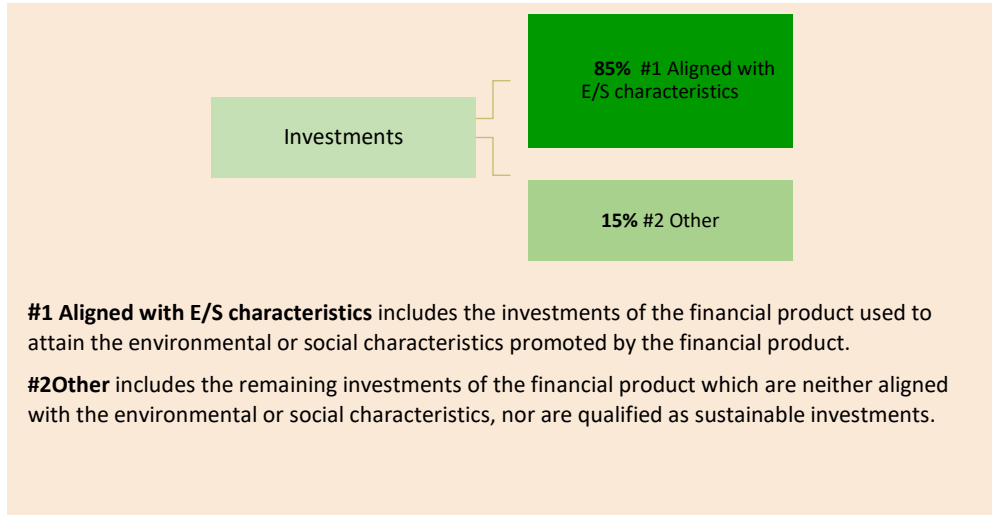 85% #1 Aligned with
E/S characteristics
Investments
15% #2 Other
#1 Aligned with E/S characteristics includes the investments of the financial product used to
attain the environmental or social characteristics promoted by the financial product.
#2Other includes the remaining investments of the financial product which are neither aligned
with the environmental or social characteristics, nor are qualified as sustainable investments.